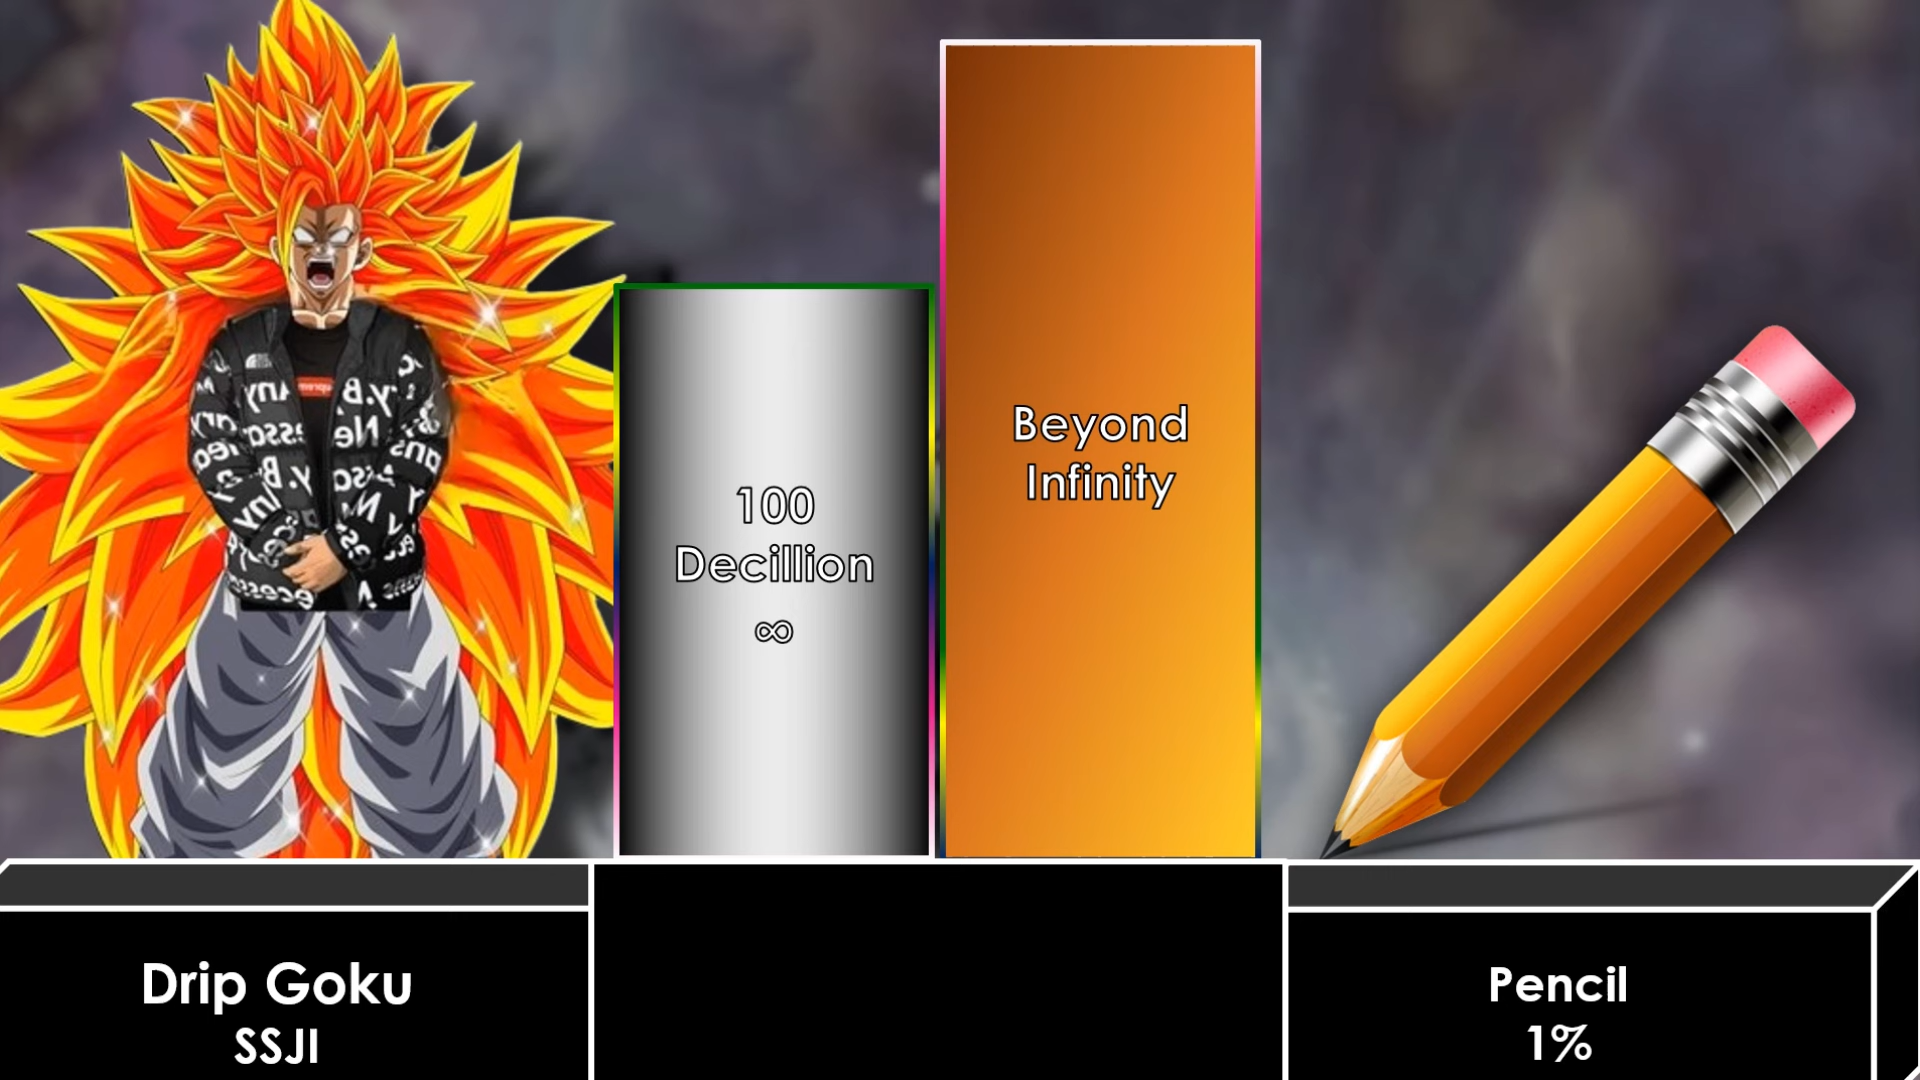 100
Decillion
∞
Beyond
Infinity
Drip Goku
SSJI
Pencil
1%